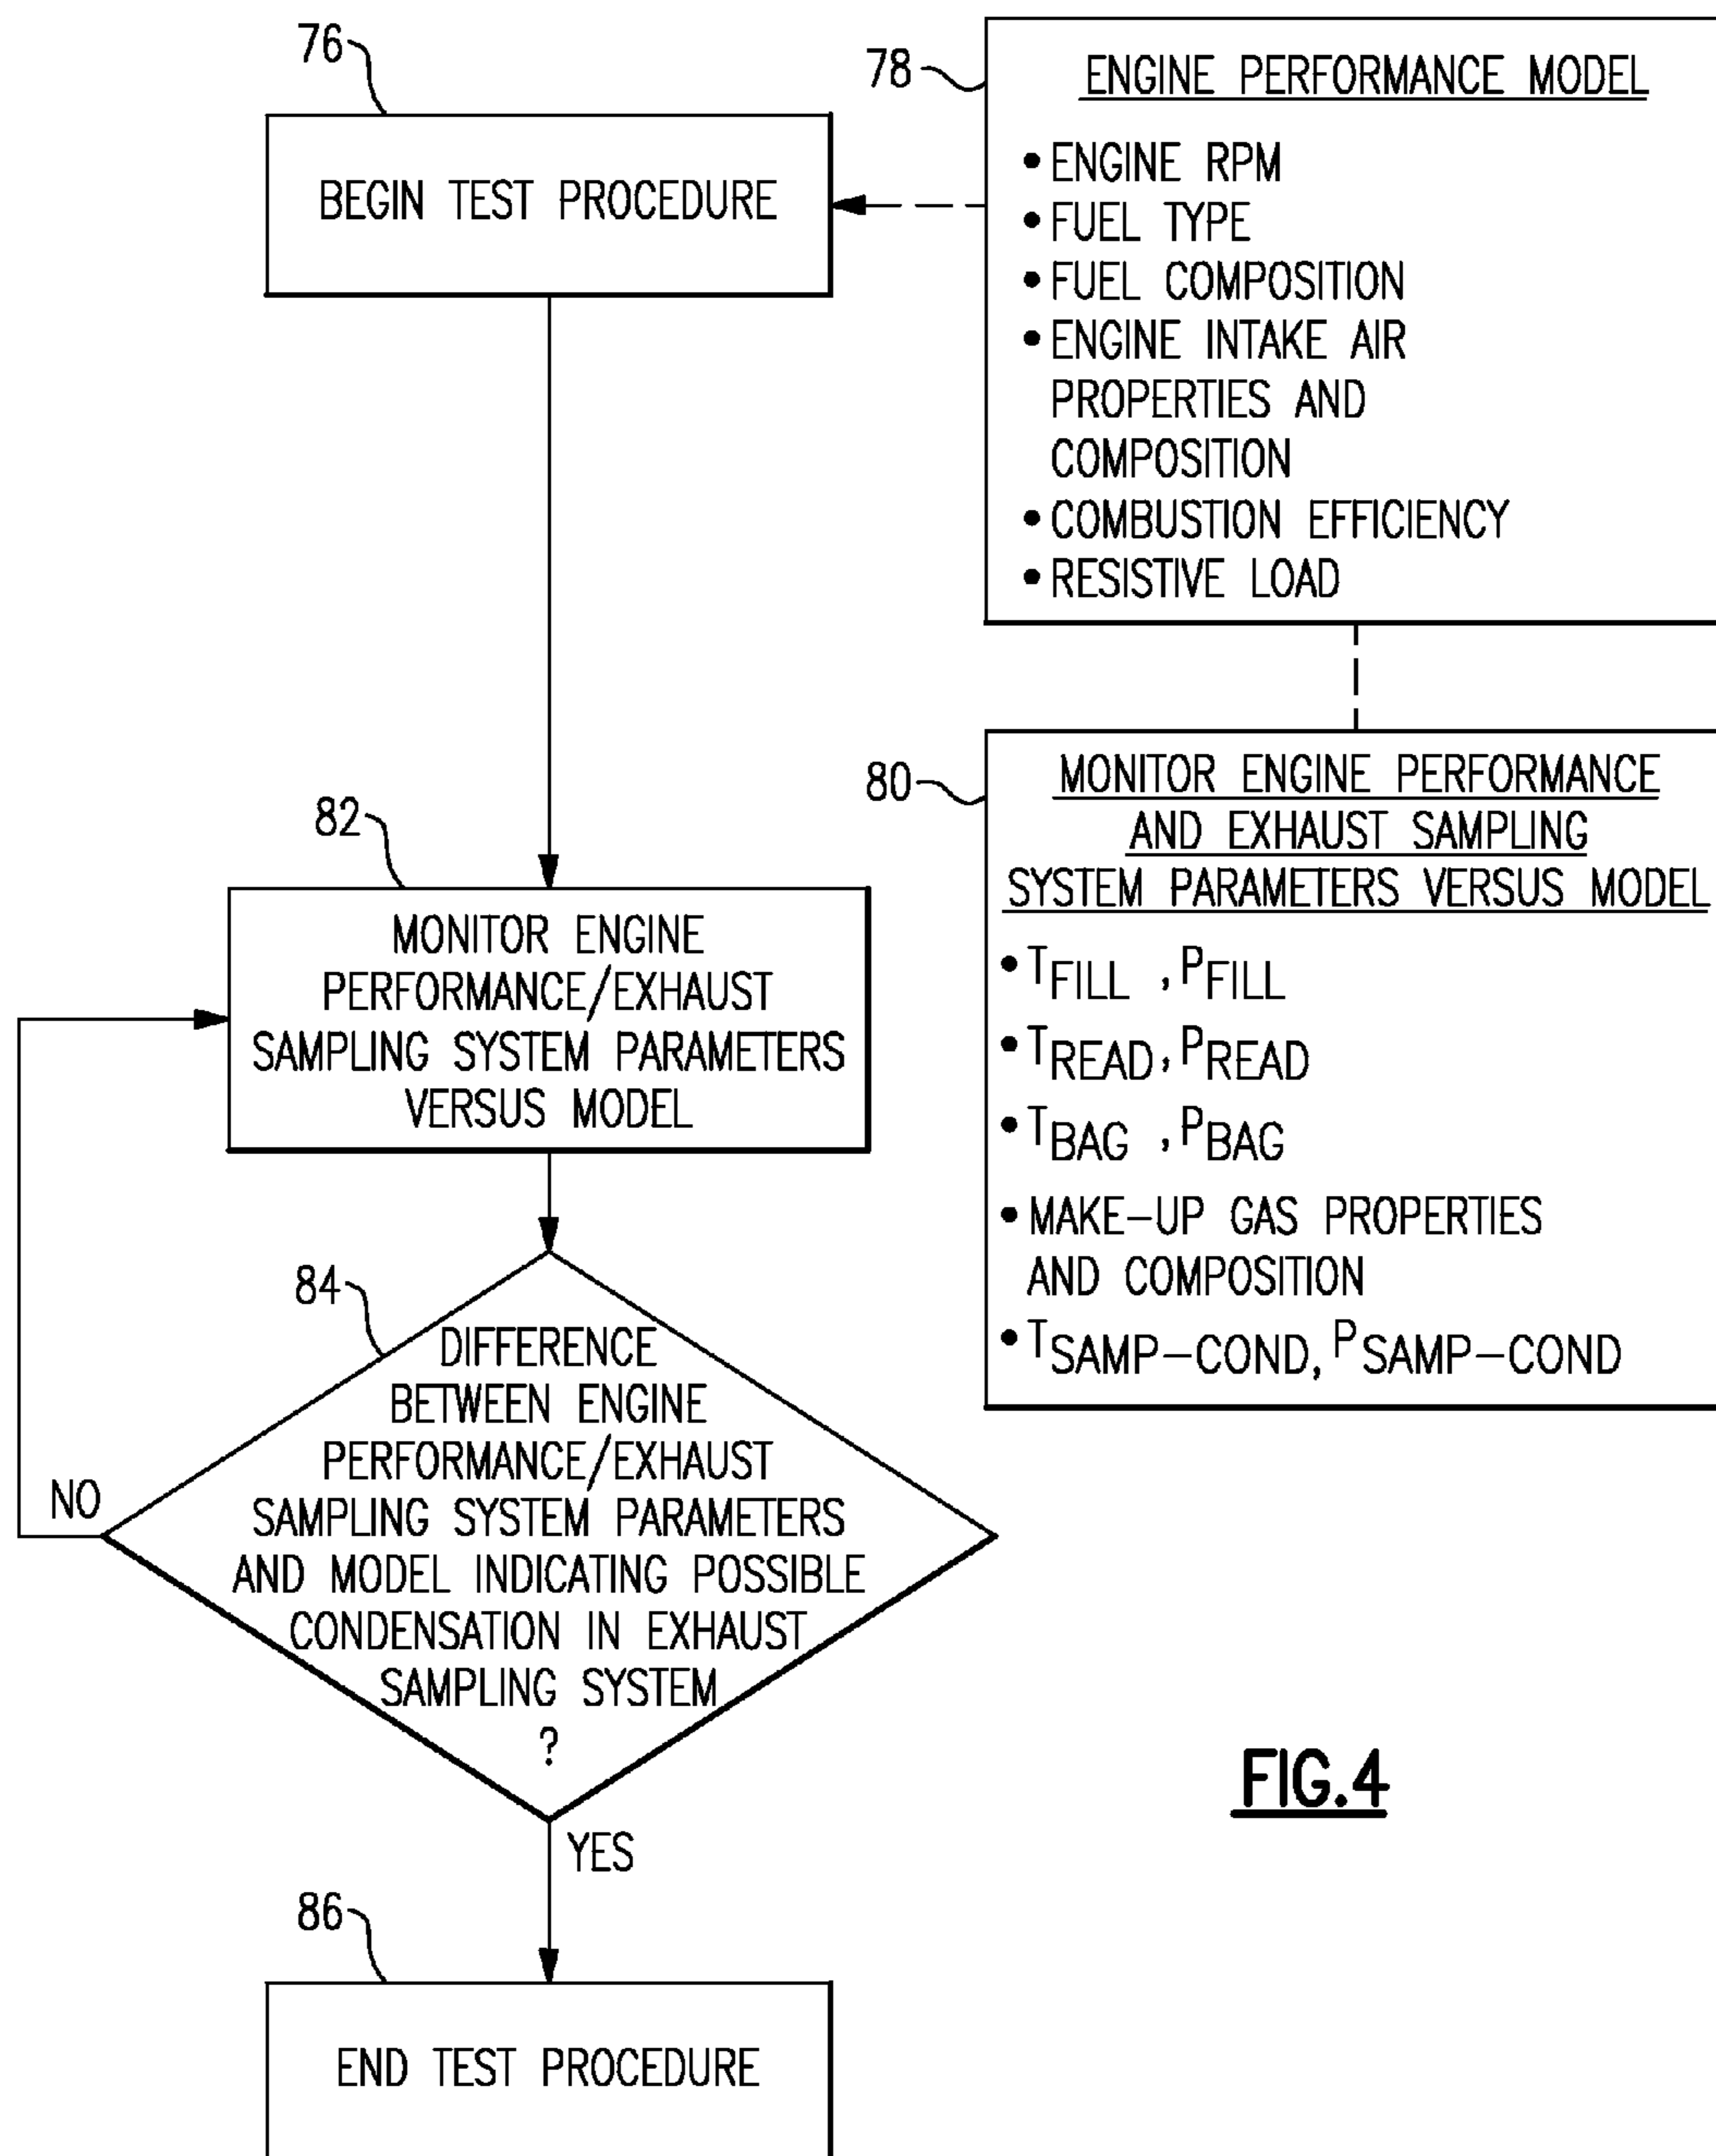 76
BEGIN TEST PROCEDURE
78
ENGINE PERFORMANCE MODEL
• ENGINE RPM
• FUEL TYPE
• FUEL COMPOSITION
• ENGINE INTAKE AIR
PROPERTIES AND
COMPOSITION
• COMBUSTION EFFICIENCY
• RESISTIVE LOAD
80
MONITOR ENGINE PERFORMANCE
AND EXHAUST SAMPLING
SYSTEM PARAMETERS VERSUS MODEL
• TFILL , PFILL
• TREAD, PREAD
• TBAG , PBAG
• MAKE-UP GAS PROPERTIES
AND COMPOSITION
• TSAMP-COND, PSAMP-COND
82
MONITOR ENGINE
PERFORMANCE/EXHAUST
SAMPLING SYSTEM PARAMETERS
VERSUS MODEL
84
DIFFERENCE
BETWEEN ENGINE
PERFORMANCE/EXHAUST
SAMPLING SYSTEM PARAMETERS
AND MODEL INDICATING POSSIBLE
CONDENSATION IN EXHAUST
SAMPLING SYSTEM
?
NO
YES
86
END TEST PROCEDURE
FIG.4